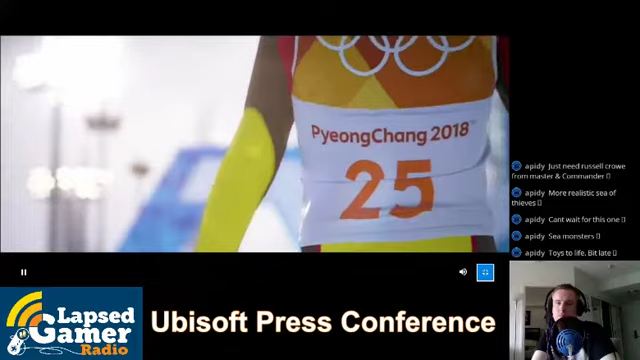 PyeongChang 2018™
25
apidy Just need russell crowe
from master & Commander
apidy More realistic sea of
thieves
apidy Cant wait for this one
apidy Sea monsters
apidy Toys to life. Bit late
Lapsed
Gamer
Radio
Ubisoft Press Conference